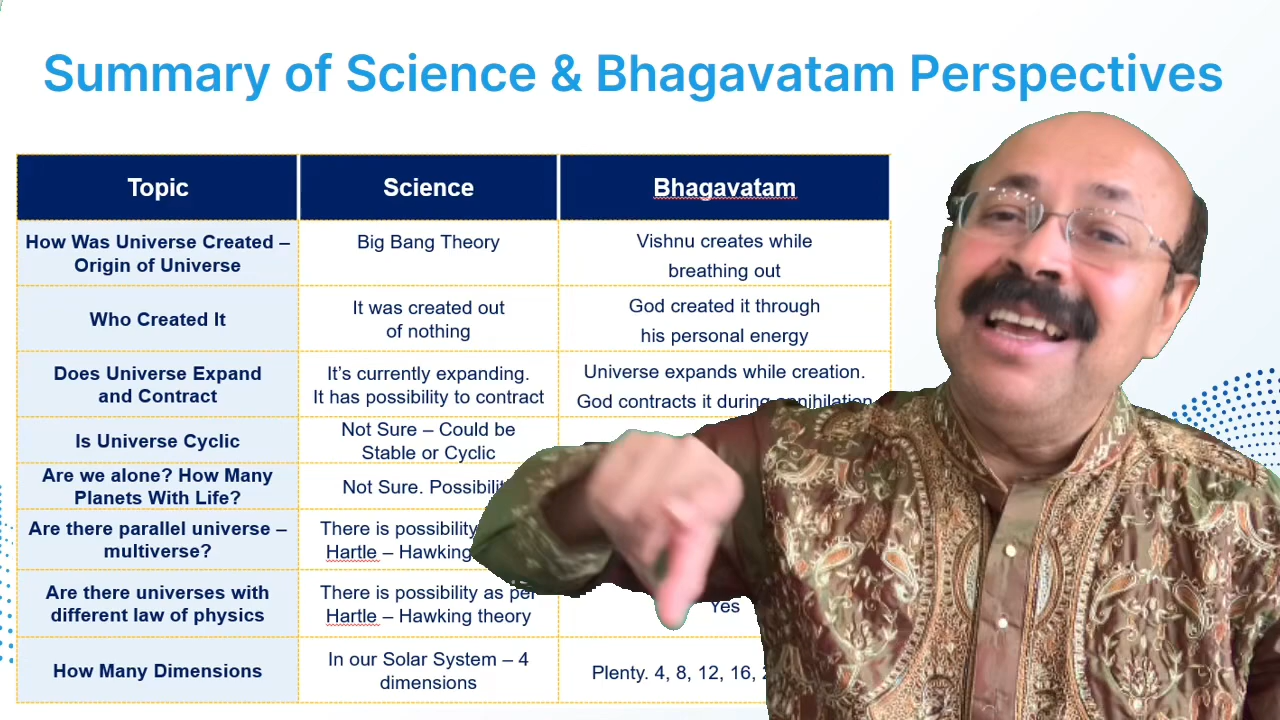 Summary of Science & Bhagavatam Perspectives
Topic
Science
Bhagavatam
How Was Universe Created –
Origin of Universe
Big Bang Theory
Vishnu creates while
breathing out
Who Created It
It was created out
of nothing
God created it through
his personal energy
Does Universe Expand
and Contract
It’s currently expanding.
It has possibility to contract
Universe expands while creation.
God contracts it during annihilation
Is Universe Cyclic
Not Sure – Could be
Stable or Cyclic
Are we alone? How Many
Planets With Life?
Not Sure.
Are there parallel universe –
multiverse?
There is possibility
Hartle – Hawking
Are there universes with
different law of physics
There is possibility as per
Hartle – Hawking theory
Yes
How Many Dimensions
In our Solar System – 4
dimensions
Plenty. 4, 8, 12, 16,